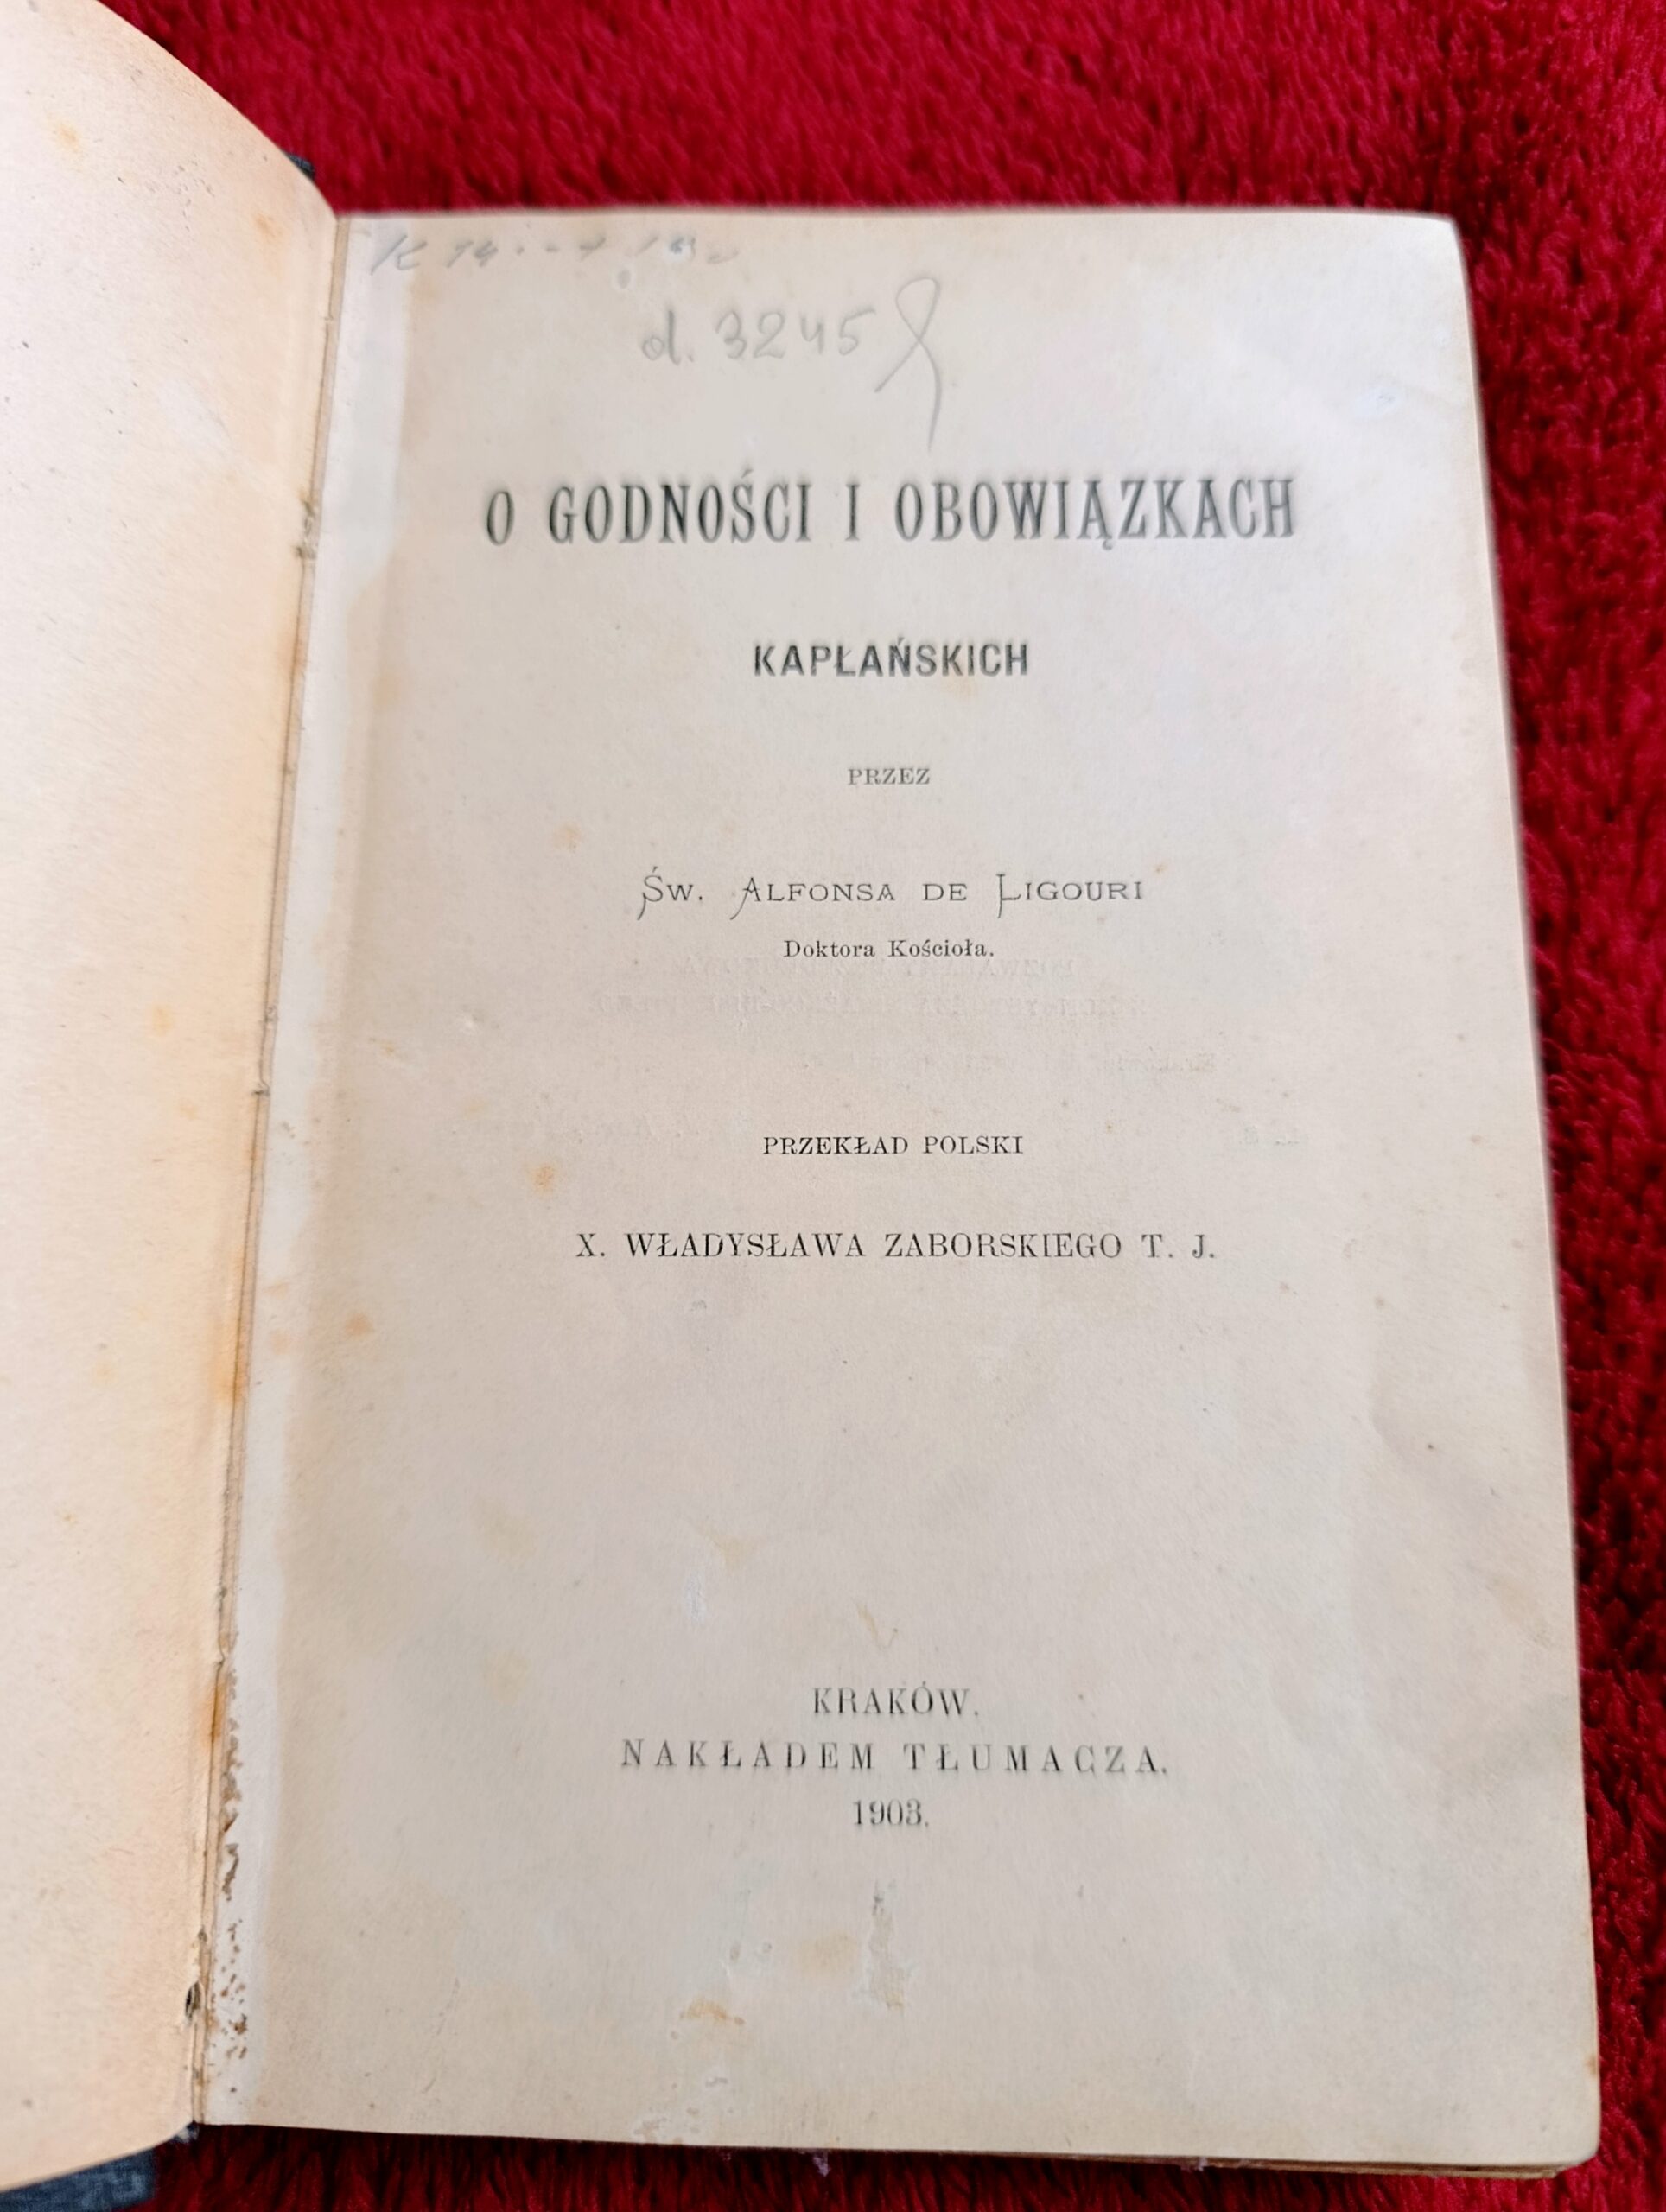 d. 3245
O GODNOŚCI I OBOWIĄZKACH
KAPŁAŃSKICH
PRZEZ
ŚW. ALFONSA DE LIGOURI
Doktora Kościoła.
PRZEKŁAD POLSKI
X. WŁADYSŁAWA ZABORSKIEGO T. J.
KRAKÓW.
NAKŁADEM TŁUMACZA.
1903.